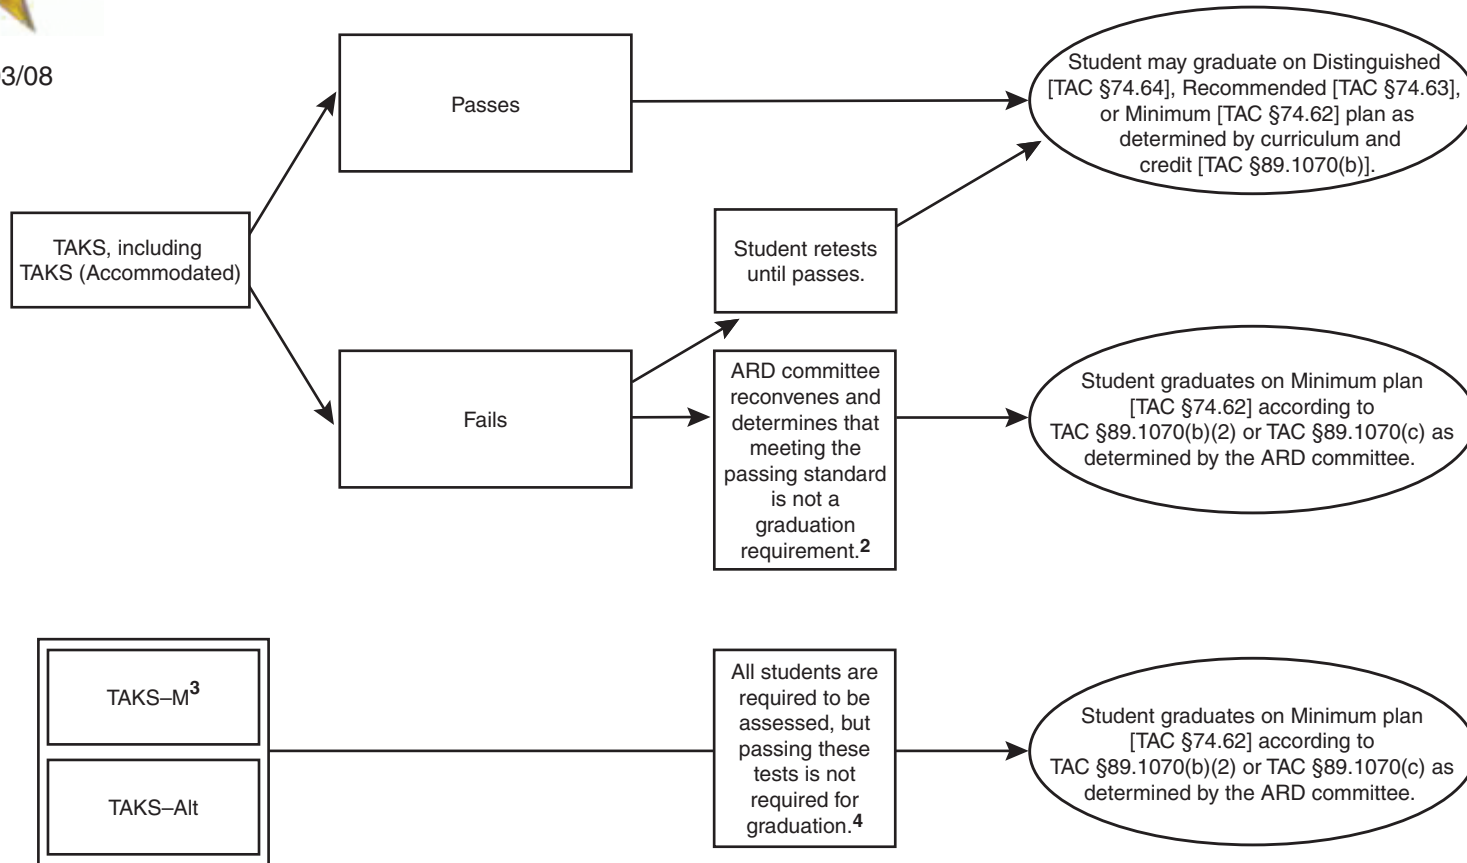 3/08
Passes
Student may graduate on Distinguished
[TAC §74.64], Recommended [TAC §74.63],
or Minimum [TAC §74.62] plan as
determined by curriculum and
credit [TAC §89.1070(b)].
TAKS, including
TAKS (Accommodated)
Student retests
until passes.
Fails
ARD committee
reconvenes and
determines that
meeting the
passing standard
is not a
graduation
requirement.2
Student graduates on Minimum plan
[TAC §74.62] according to
TAC §89.1070(b)(2) or TAC §89.1070(c) as
determined by the ARD committee.
TAKS–M3
TAKS–Alt
All students are
required to be
assessed, but
passing these
tests is not
required for
graduation.4
Student graduates on Minimum plan
[TAC §74.62] according to
TAC §89.1070(b)(2) or TAC §89.1070(c) as
determined by the ARD committee.